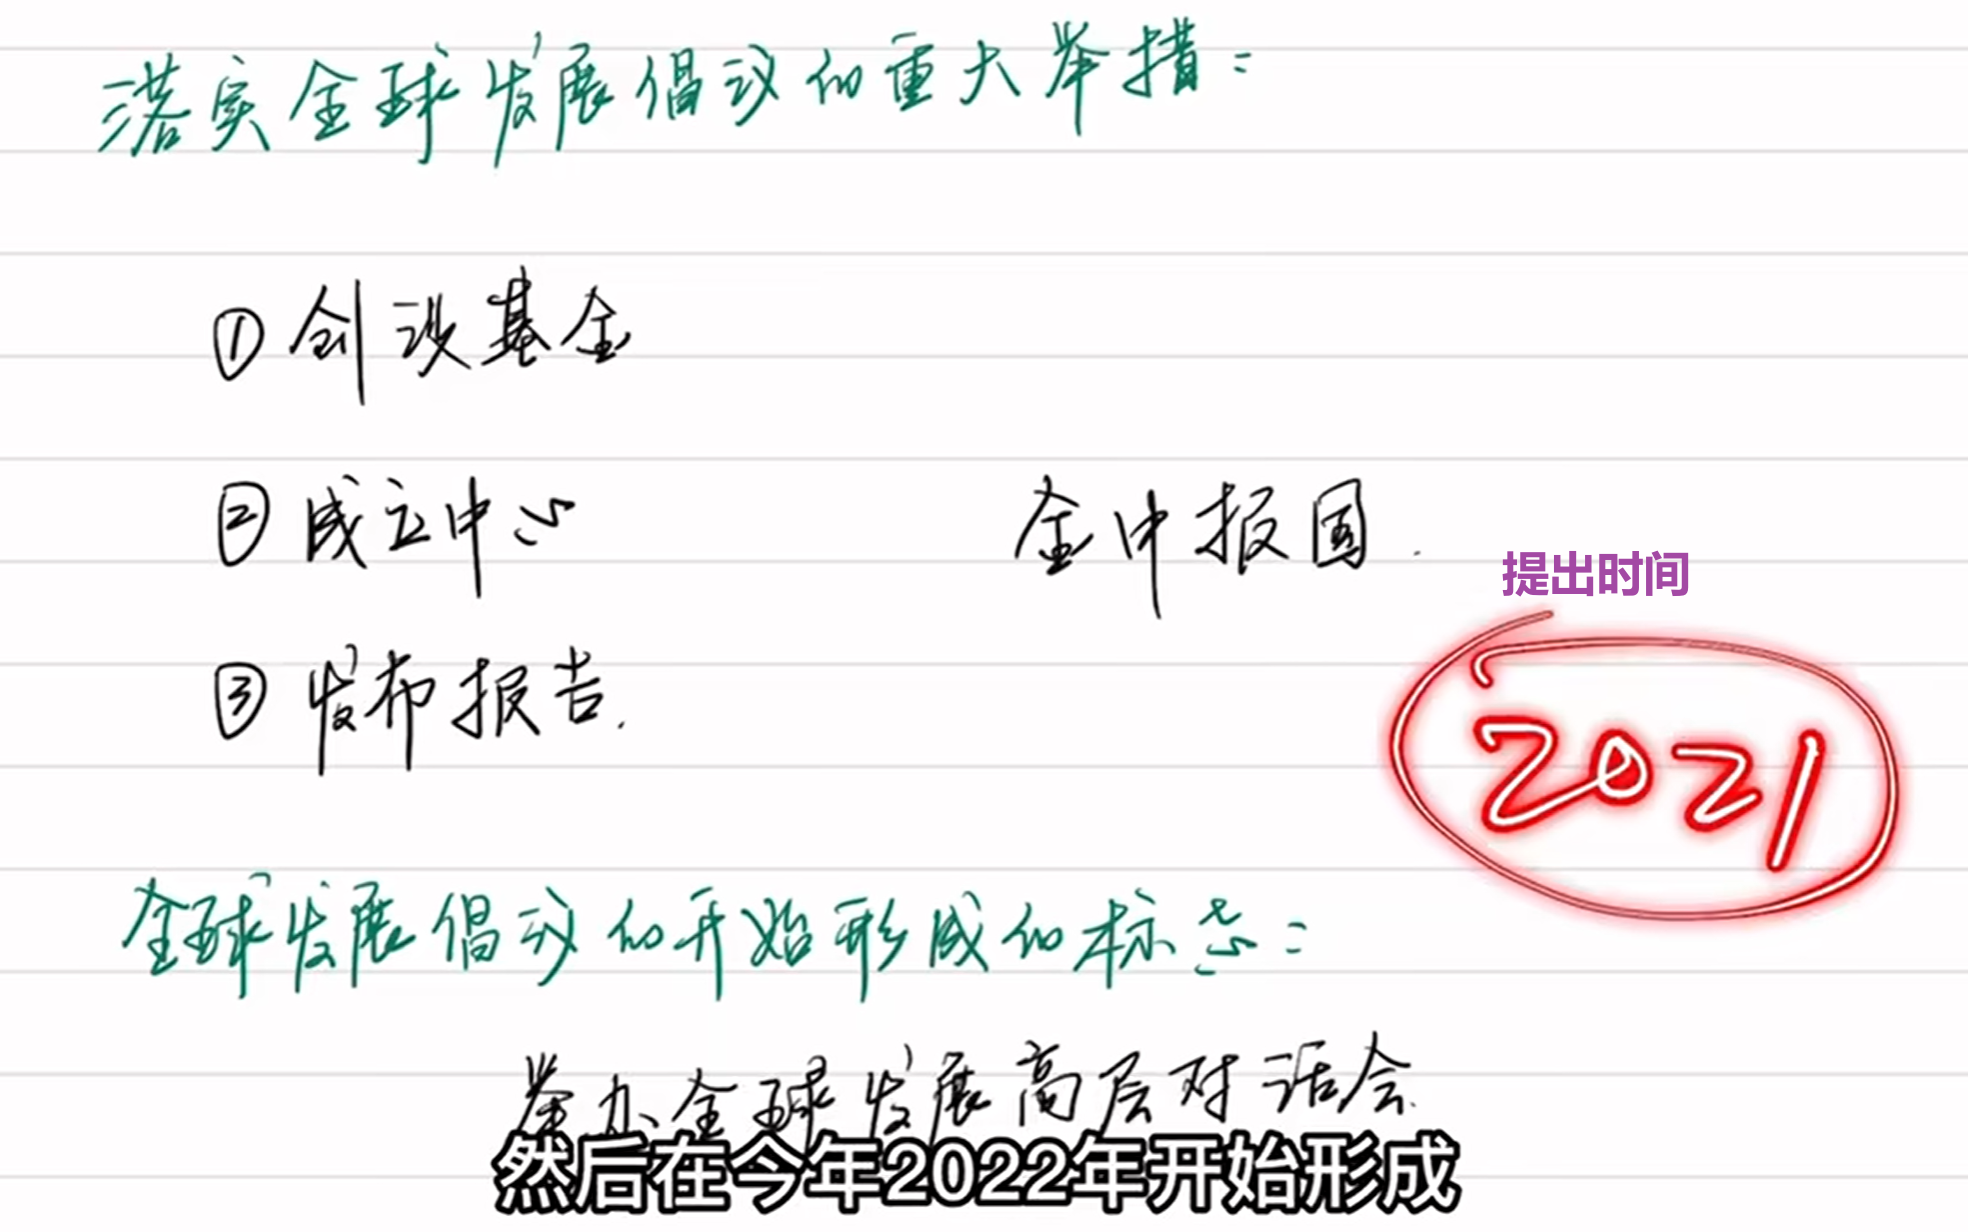 落实全球发展倡议的重大举措：
①创设基金
②成立中心
金中报国.
提出时间
③发布报告.
2021
全球发展倡议的开始形成的标志：
举办全球发展高层对话会.
然后在今年2022年开始形成